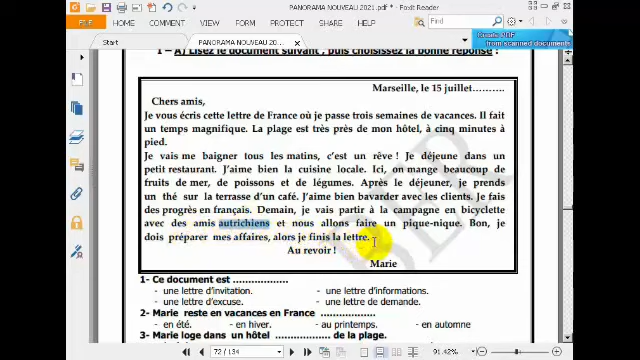 PANORAMA NOUVEAU 2021.pdf * - Foxit Reader
FILE
Find
Create PDF
from scanned documents
Start
PANORAMA NOUVEAU 20...
1 – A) Lisez le document suivant, puis choisissez la bonne réponse :
Marseille, le 15 juillet..........
Chers amis,
Je vous écris cette lettre de France où je passe trois semaines de vacances. Il fait
un temps magnifique. La plage est très près de mon hôtel, à cinq minutes à
pied.
Je vais me baigner tous les matins, c'est un rêve ! Je déjeune dans un
petit restaurant. J'aime bien la cuisine locale. Ici, on mange beaucoup de
fruits de mer, de poissons et de légumes. Après le déjeuner, je prends
un thé sur la terrasse d'un café. J'aime bien bavarder avec les clients. Je fais
des progrès en français. Demain, je vais partir à la campagne en bicyclette
avec des amis autrichiens et nous allons faire un pique-nique. Bon, je
dois préparer mes affaires, alors je finis la lettre.
Au revoir !
Marie
1- Ce document est ..................
- une lettre d'invitation. - une lettre d'informations.
- une lettre d'excuse. - une lettre de demande.
2- Marie reste en vacances en France ..................
- en été. - en hiver. - au printemps. - en automne
3- Marie loge dans un hôtel .................. de la plage.
72 / 134
91.42%